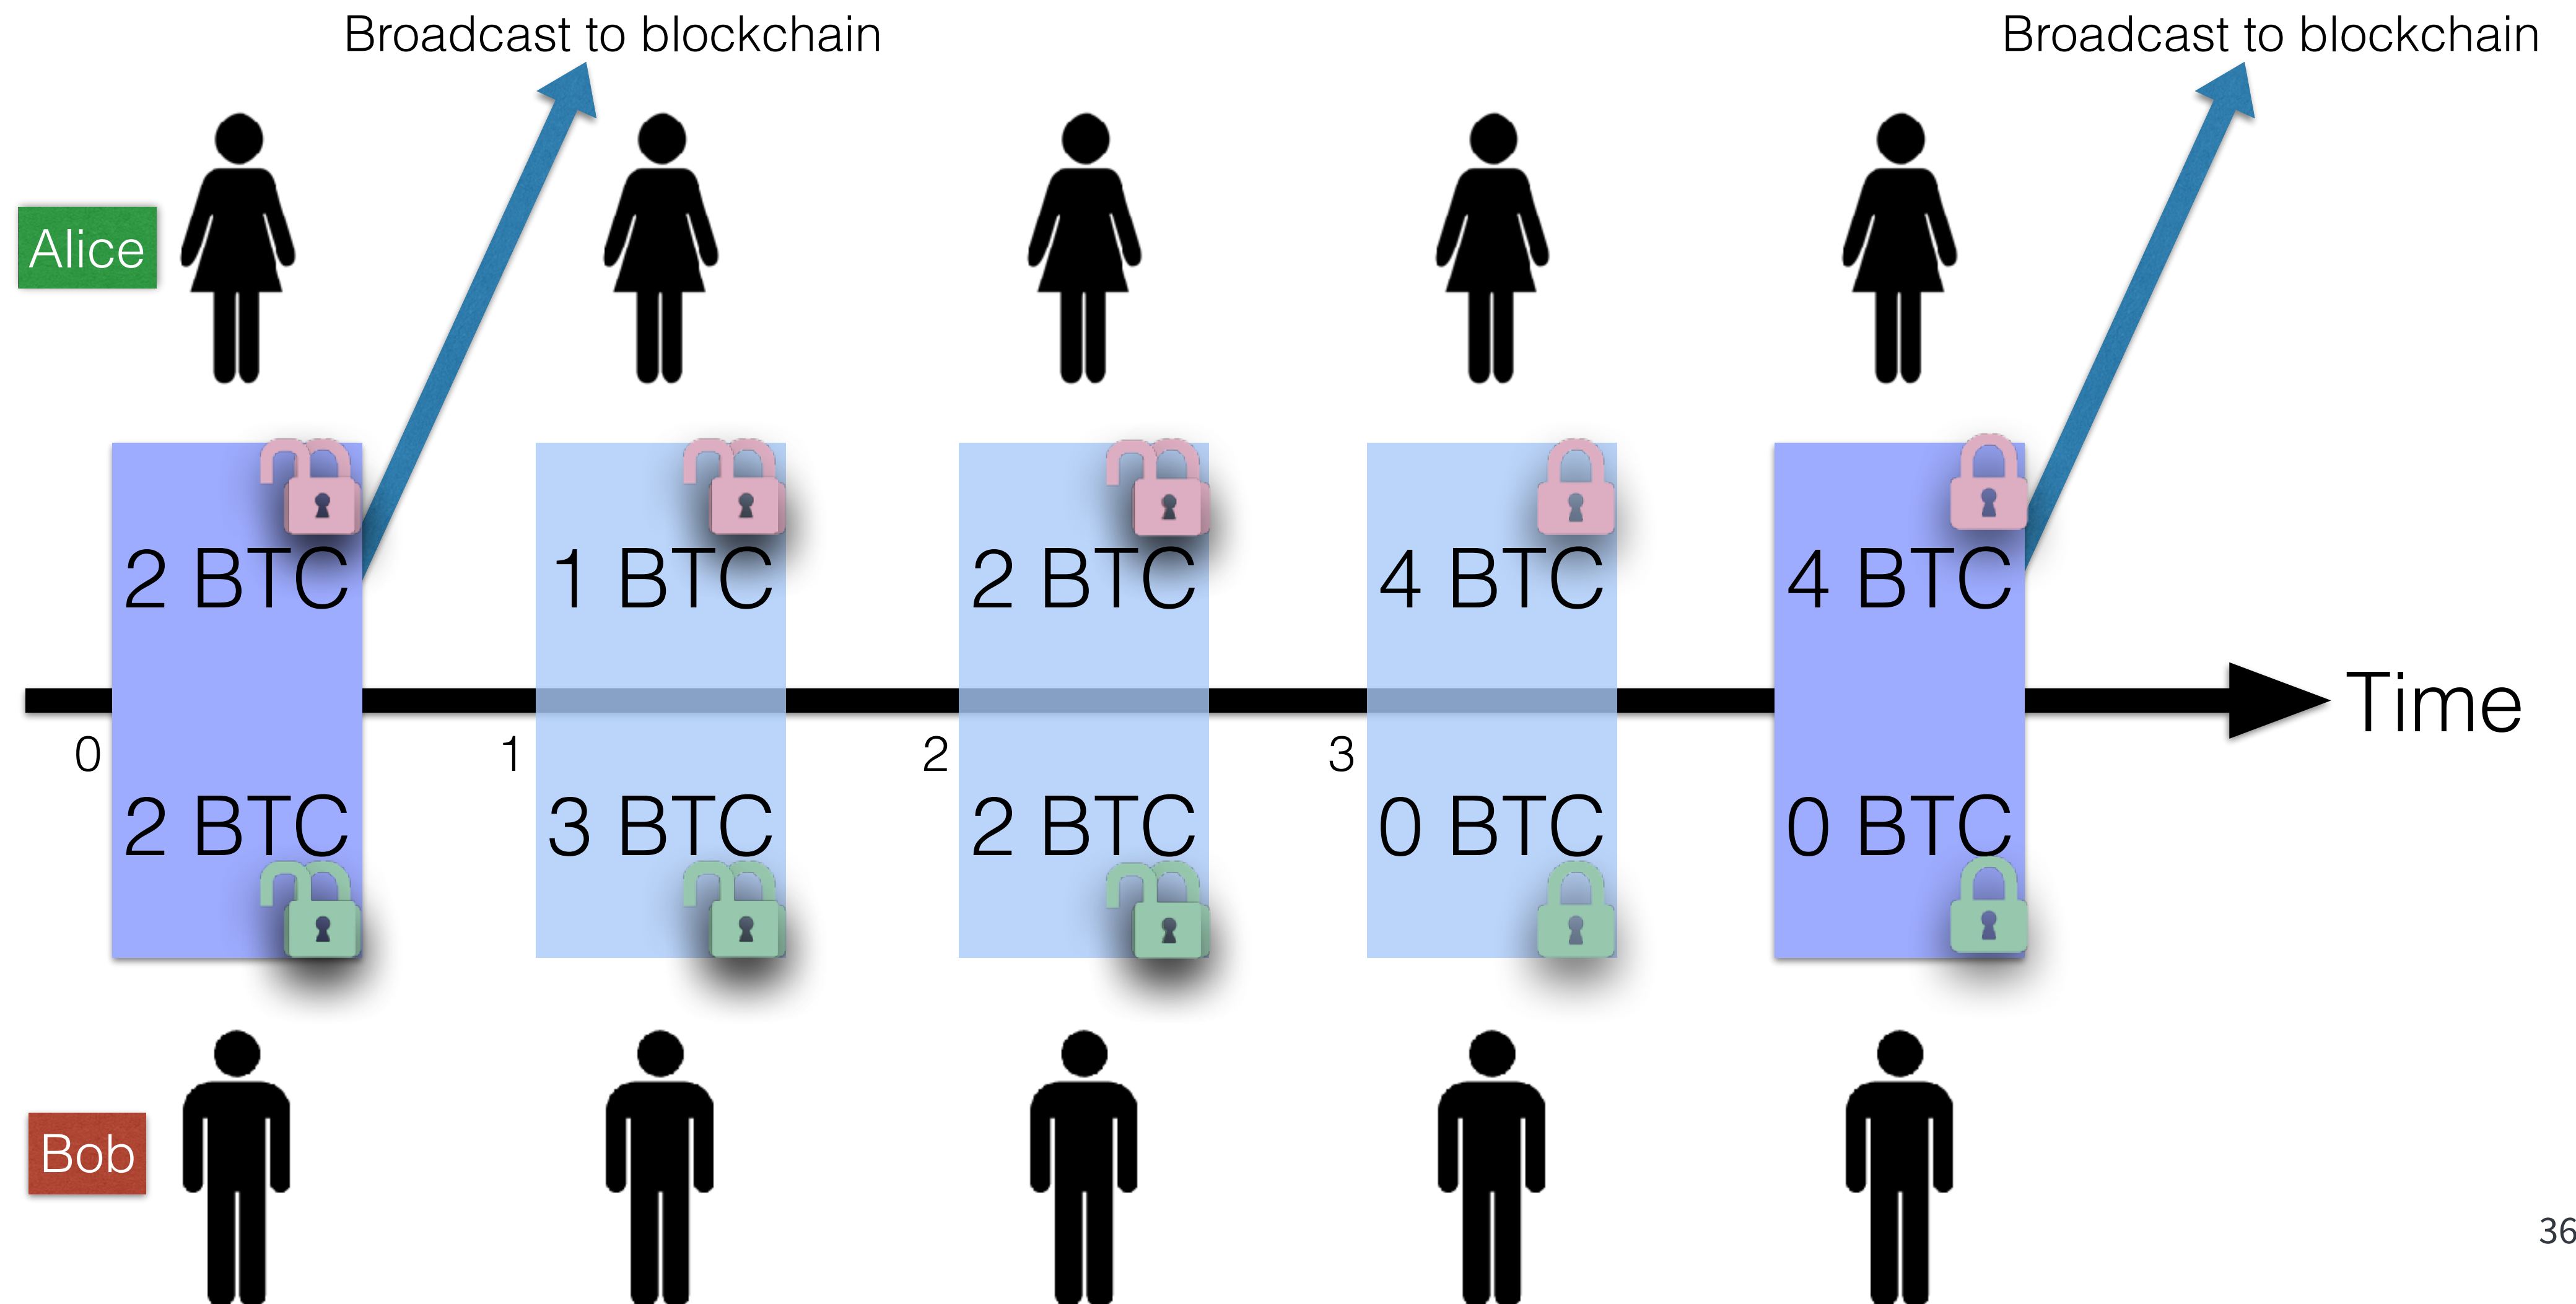 Broadcast to blockchain
Broadcast to blockchain
Alice
2 BTC
1 BTC
2 BTC
4 BTC
4 BTC
Time
0
1
2
3
2 BTC
3 BTC
2 BTC
0 BTC
0 BTC
Bob
36